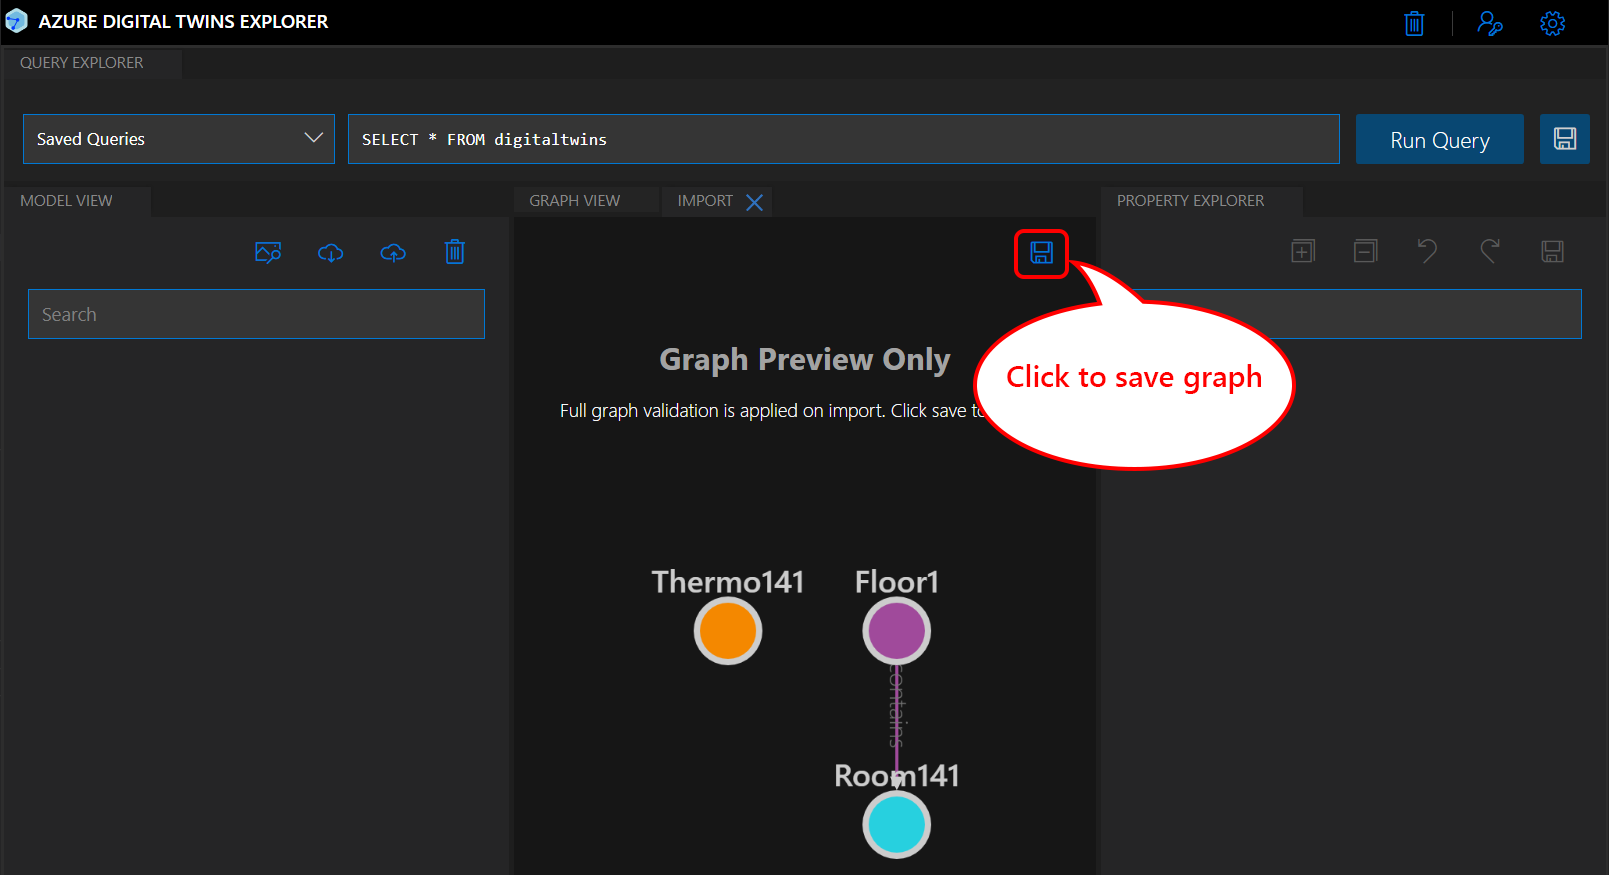 AZURE DIGITAL TWINS EXPLORER
QUERY EXPLORER
Saved Queries
SELECT * FROM digitaltwins
Run Query
MODEL VIEW
GRAPH VIEW
IMPORT
PROPERTY EXPLORER
Search
Graph Preview Only
Click to save graph
Full graph validation is applied on import. Click save
Thermo141
Floor1
contains
Room141